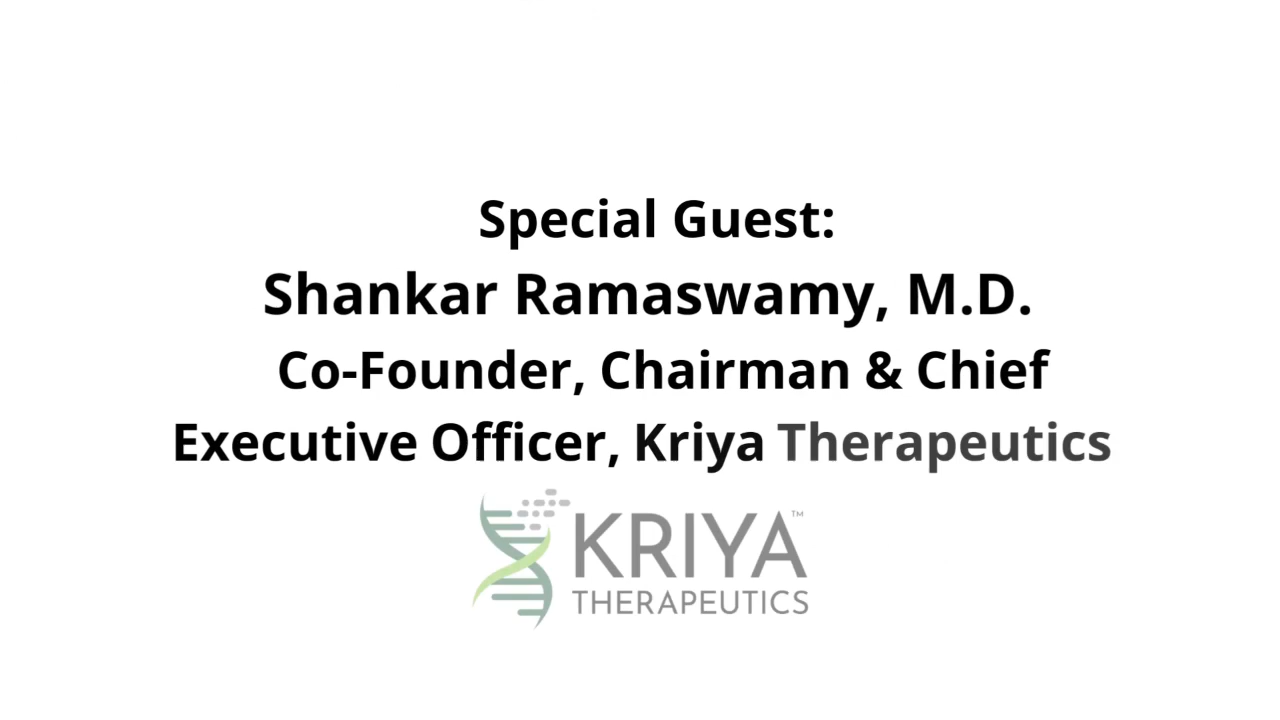 Special Guest:
Shankar Ramaswamy, M.D.
Co-Founder, Chairman & Chief
Executive Officer, Kriya Therapeutics
KRIYA™
THERAPEUTICS